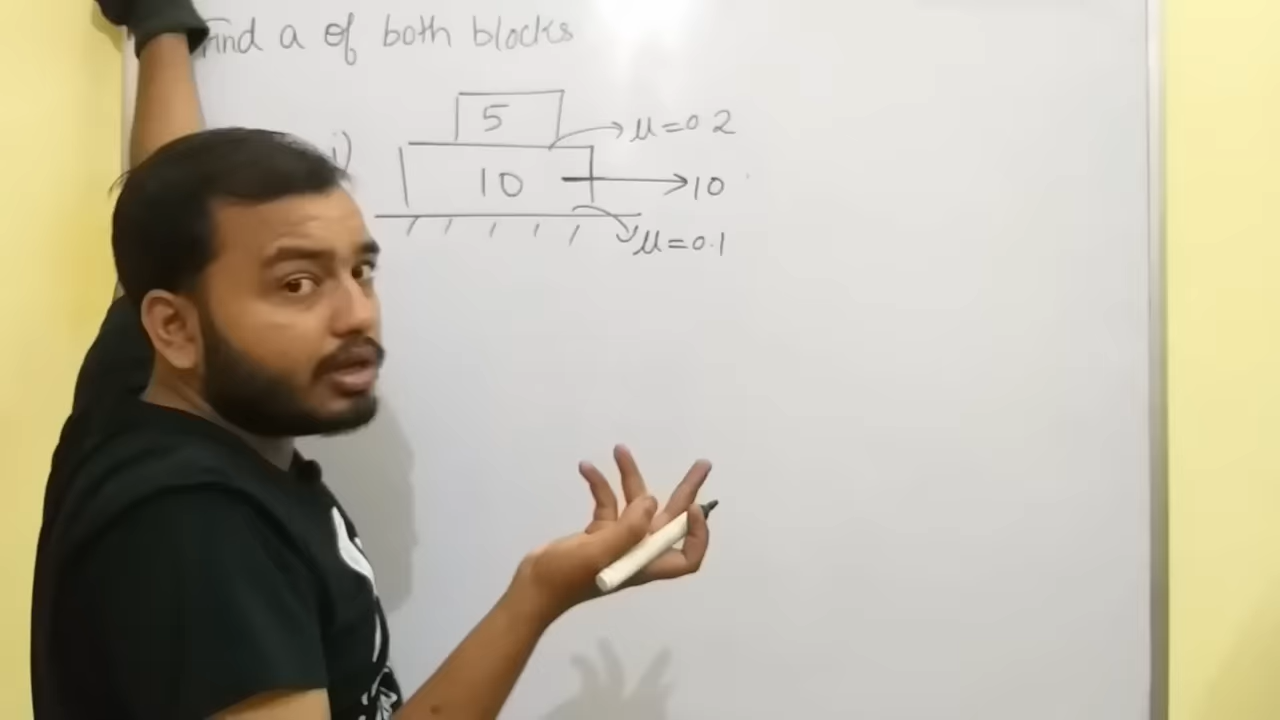 Find a of both blocks
i)
5
μ=0.2
10
10
μ=0.1